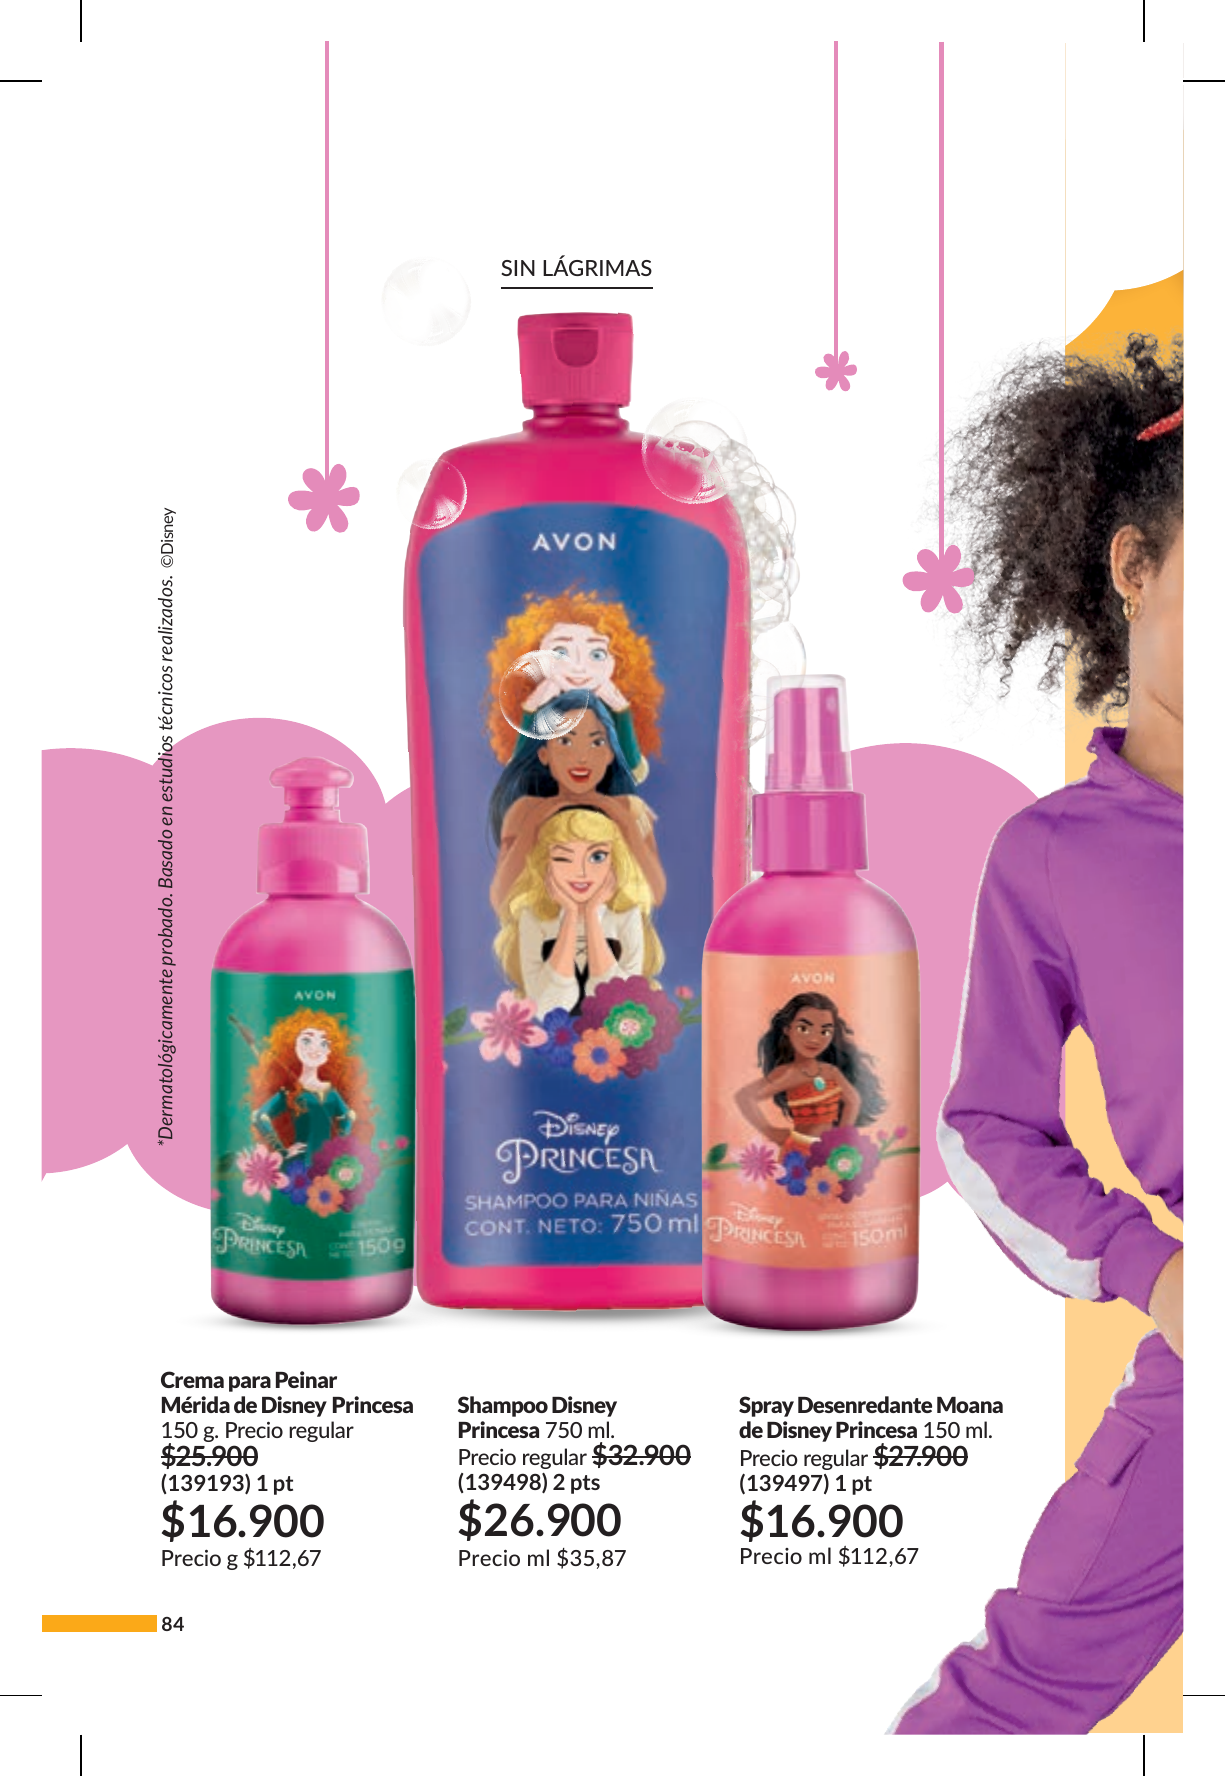 SIN LÁGRIMAS
*Dermatológicamente probado. Basado en estudios técnicos realizados. ©Disney
AVON
Disney
PRINCESA
SHAMPOO PARA NIÑAS
CONT. NETO: 750 ml
AVON
Disney
PRINCESA
150 g
AVON
Disney
PRINCESA
150 ml
Crema para Peinar
Mérida de Disney Princesa
150 g. Precio regular
$25.900
(139193) 1 pt
$16.900
Precio g $112,67
Shampoo Disney
Princesa 750 ml.
Precio regular $32.900
(139498) 2 pts
$26.900
Precio ml $35,87
Spray Desenredante Moana
de Disney Princesa 150 ml.
Precio regular $27.900
(139497) 1 pt
$16.900
Precio ml $112,67
84